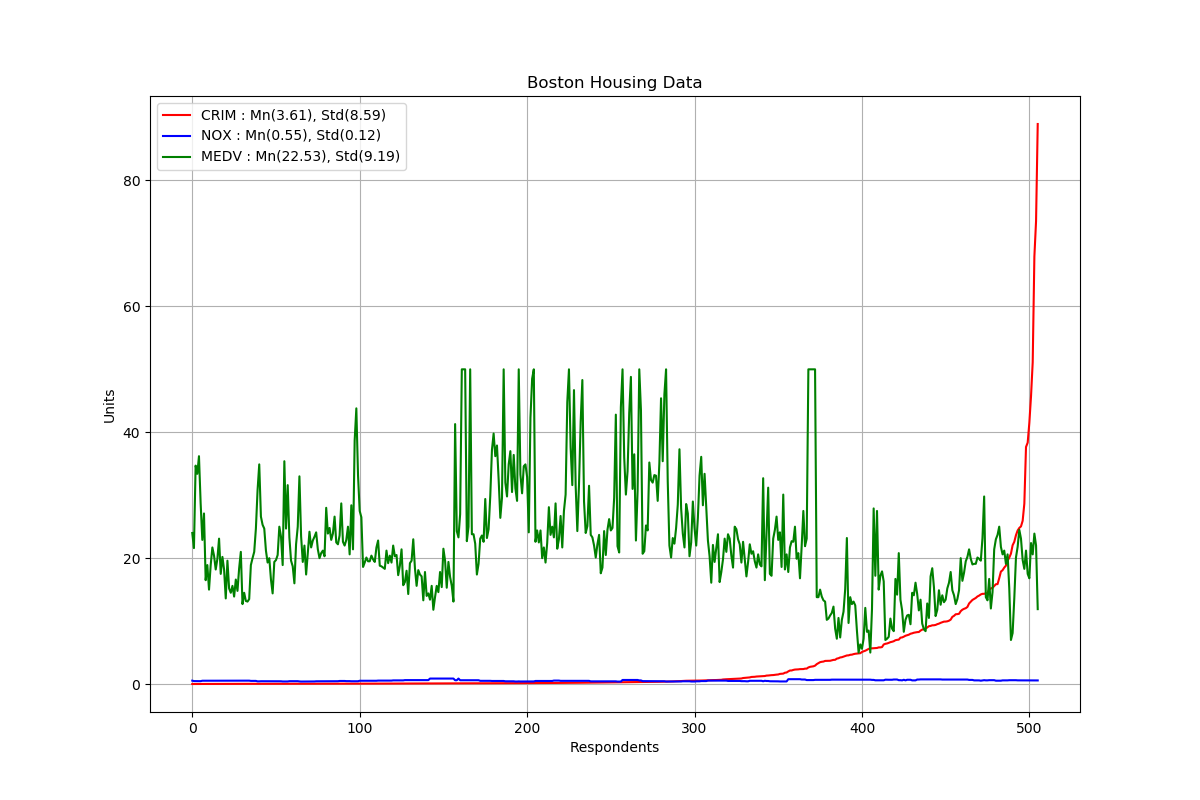 Boston Housing Data
CRIM : Mn(3.61), Std(8.59)
NOX : Mn(0.55), Std(0.12)
MEDV : Mn(22.53), Std(9.19)
80
60
40
20
0
Units
0 100 200 300 400 500
Respondents